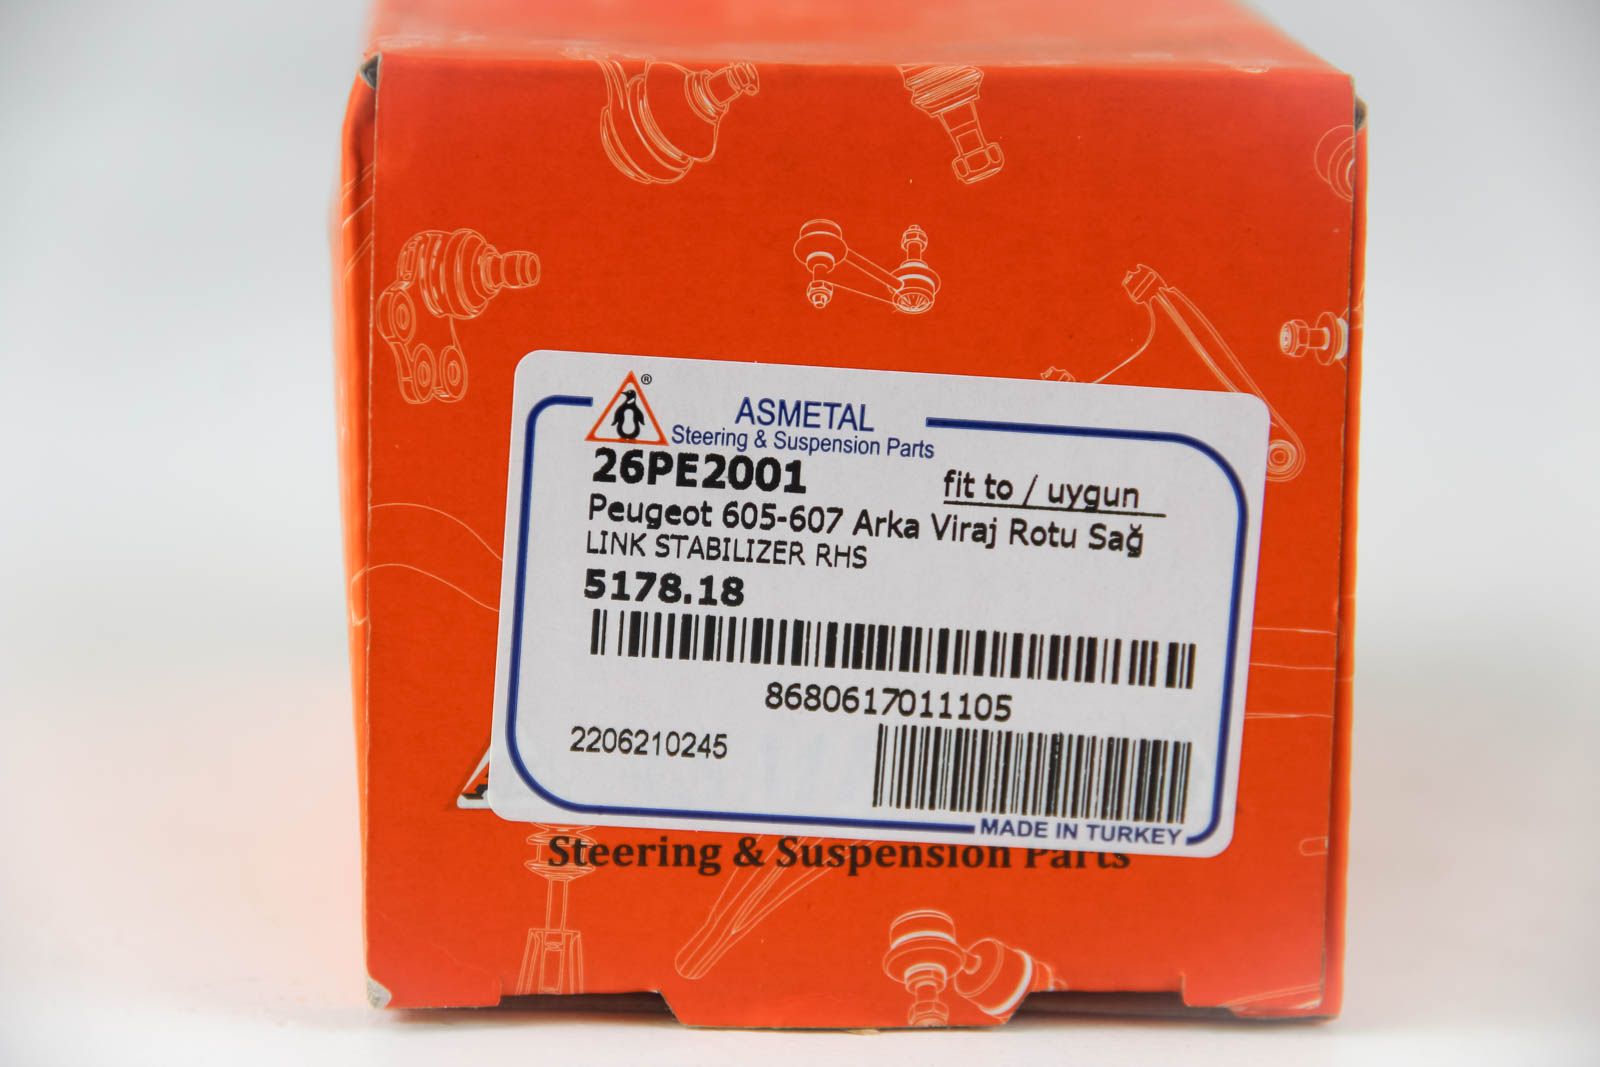 ®
ASMETAL
Steering & Suspension Parts
26PE2001
fit to / uygun
Peugeot 605-607 Arka Viraj Rotu Sağ
LINK STABILIZER RHS
5178.18
8680617011105
2206210245
MADE IN TURKEY
Steering & Suspension Parts